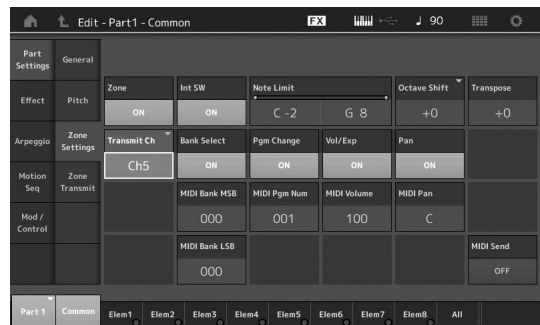 Edit - Part1 - Common FX 90
Part Settings
General
Zone Int SW Note Limit Octave Shift Transpose
ON ON C -2 G 8 +0 +0
Effect
Pitch
Arpeggio
Zone Settings
Transmit Ch Bank Select Pgm Change Vol/Exp Pan
Ch5 ON ON ON ON
Motion Seq
Zone Transmit
MIDI Bank MSB MIDI Pgm Num MIDI Volume MIDI Pan
000 001 100 C
Mod / Control
MIDI Bank LSB MIDI Send
000 OFF
Part 1 Common Elem1 Elem2 Elem3 Elem4 Elem5 Elem6 Elem7 Elem8 All